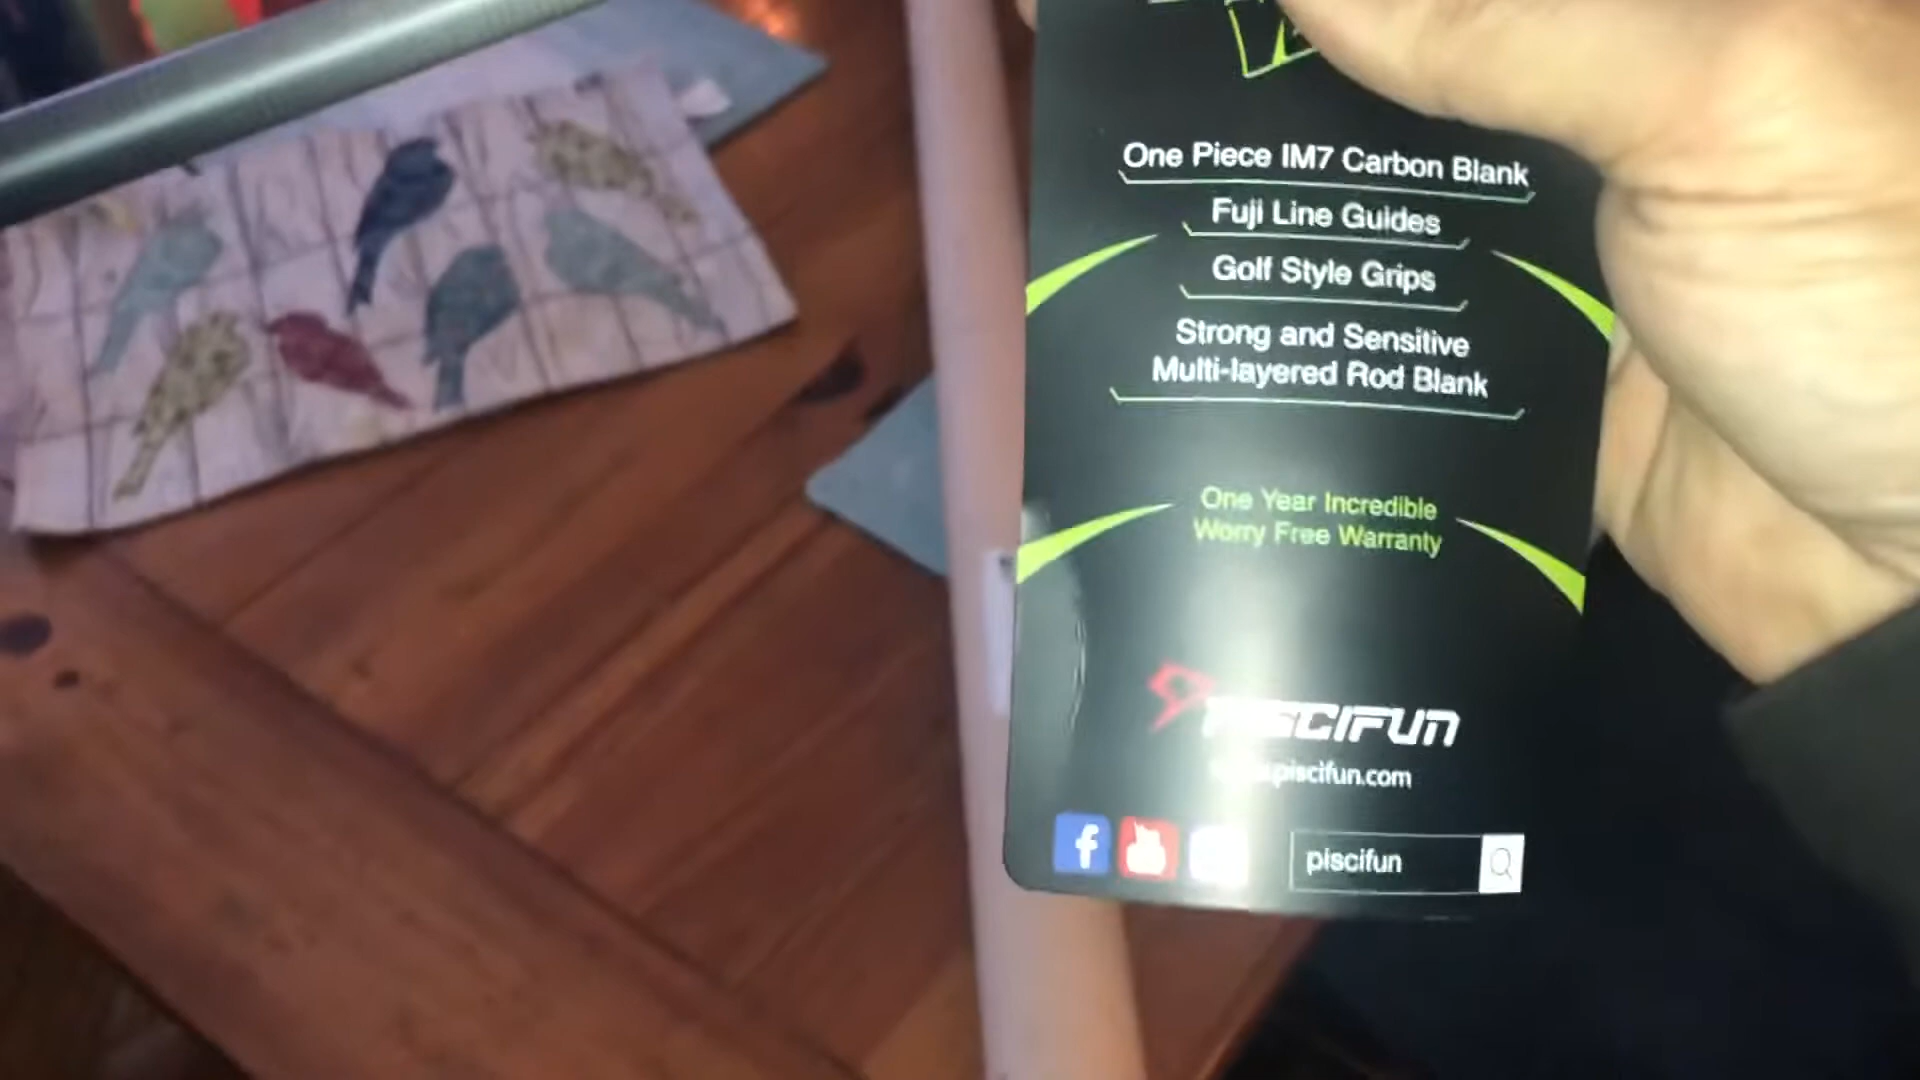 One Piece IM7 Carbon Blank
Fuji Line Guides
Golf Style Grips
Strong and Sensitive
Multi-layered Rod Blank
One Year Incredible
Worry Free Warranty
PISCIFUN
piscifun.com
f
piscifun